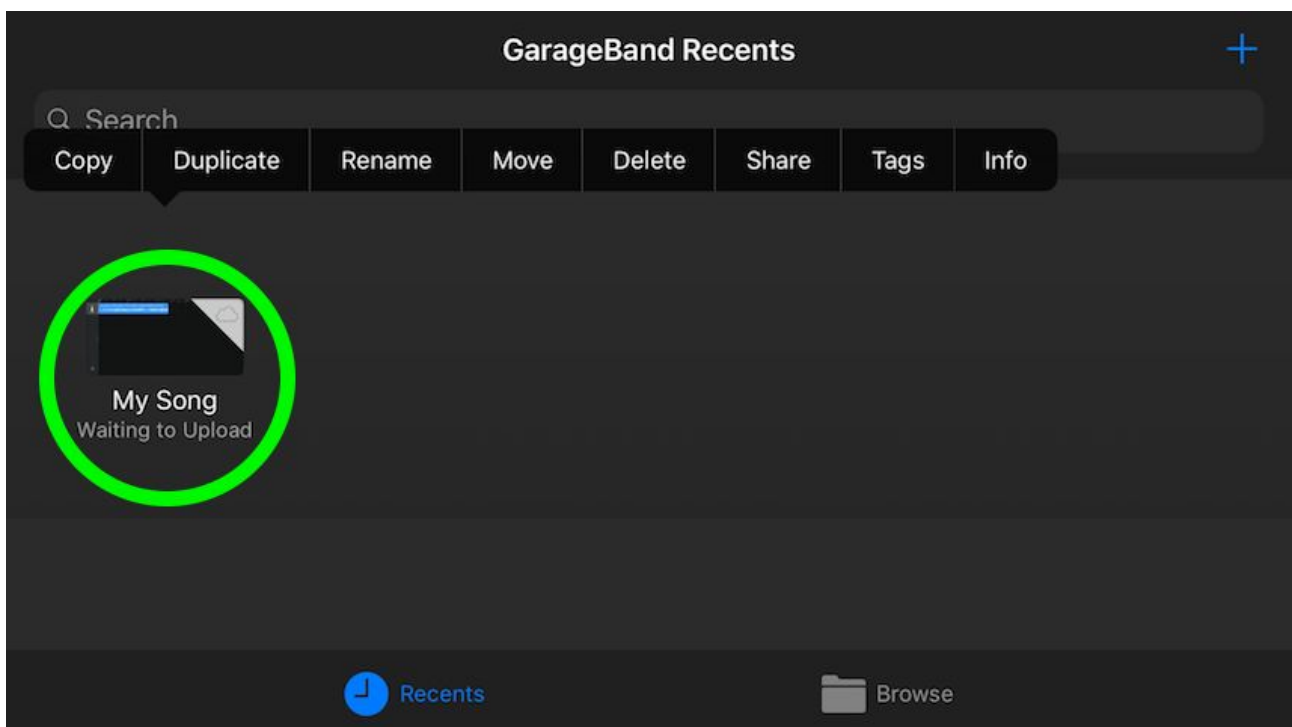 GarageBand Recents
Search
Copy Duplicate Rename Move Delete Share Tags Info
My Song
Waiting to Upload
Recents Browse